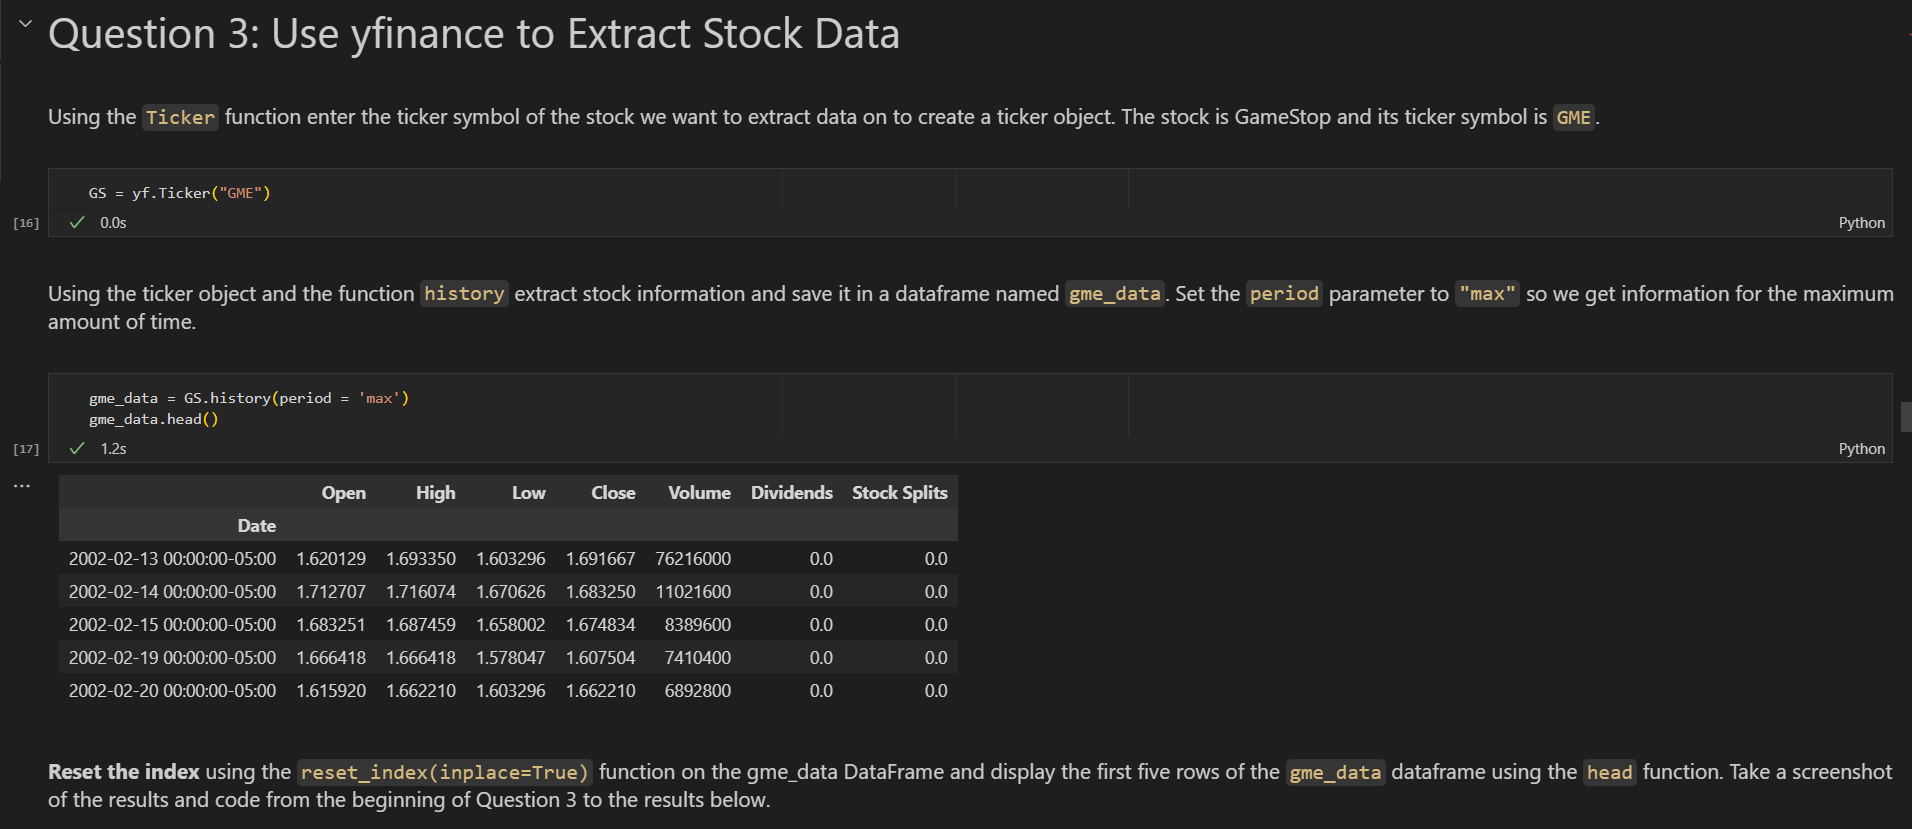 Question 3: Use yfinance to Extract Stock Data
Using the Ticker function enter the ticker symbol of the stock we want to extract data on to create a ticker object. The stock is GameStop and its ticker symbol is GME.
GS = yf.Ticker("GME")
[16] ✓ 0.0s Python
Using the ticker object and the function history extract stock information and save it in a dataframe named gme_data. Set the period parameter to "max" so we get information for the maximum
amount of time.
gme_data = GS.history(period = 'max')
gme_data.head()
[17] ✓ 1.2s Python
...
Open High Low Close Volume Dividends Stock Splits
Date
2002-02-13 00:00:00-05:00 1.620129 1.693350 1.603296 1.691667 76216000 0.0 0.0
2002-02-14 00:00:00-05:00 1.712707 1.716074 1.670626 1.683250 11021600 0.0 0.0
2002-02-15 00:00:00-05:00 1.683251 1.687459 1.658002 1.674834 8389600 0.0 0.0
2002-02-19 00:00:00-05:00 1.666418 1.666418 1.578047 1.607504 7410400 0.0 0.0
2002-02-20 00:00:00-05:00 1.615920 1.662210 1.603296 1.662210 6892800 0.0 0.0
Reset the index using the reset_index(inplace=True) function on the gme_data DataFrame and display the first five rows of the gme_data dataframe using the head function. Take a screenshot
of the results and code from the beginning of Question 3 to the results below.